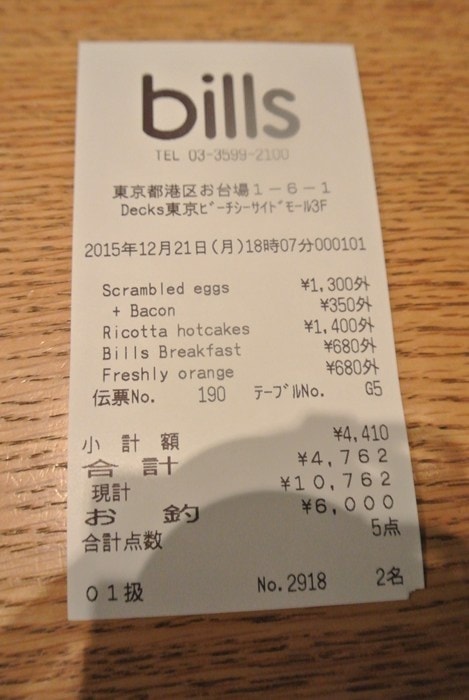 bills
TEL 03-3599-2100
東京都港区お台場1-6-1
Decks東京ﾋﾞｰﾁｼｰｻｲﾄﾞﾓｰﾙ3F
2015年12月21日(月)18時07分000101
Scrambled eggs ¥1,300外
+ Bacon ¥350外
Ricotta hotcakes ¥1,400外
Bills Breakfast ¥680外
Freshly orange ¥680外
伝票No. 190 ﾃｰﾌﾞﾙNo. G5
小計額 ¥4,410
合計 ¥4,762
現計 ¥10,762
お釣 ¥6,000
合計点数 5点
01扱 No.2918 2名